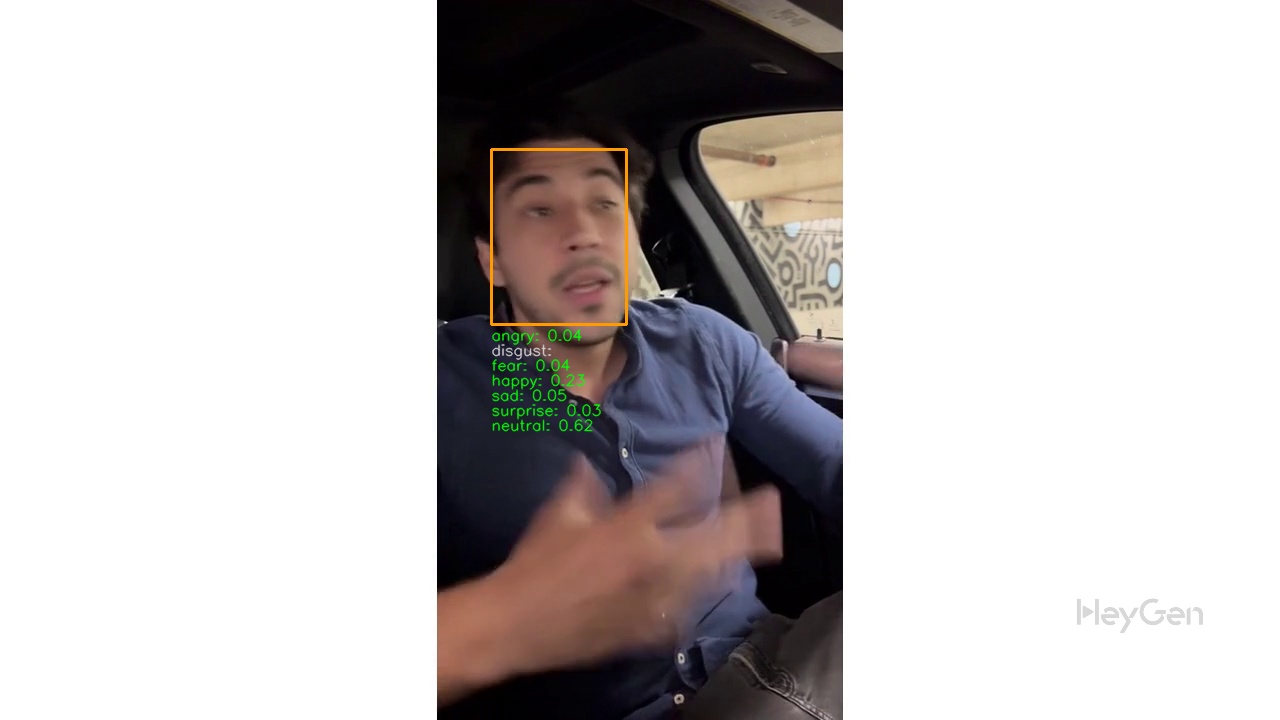 angry: 0.04
disgust:
fear: 0.04
happy: 0.23
sad: 0.05
surprise: 0.03
neutral: 0.62
HeyGen